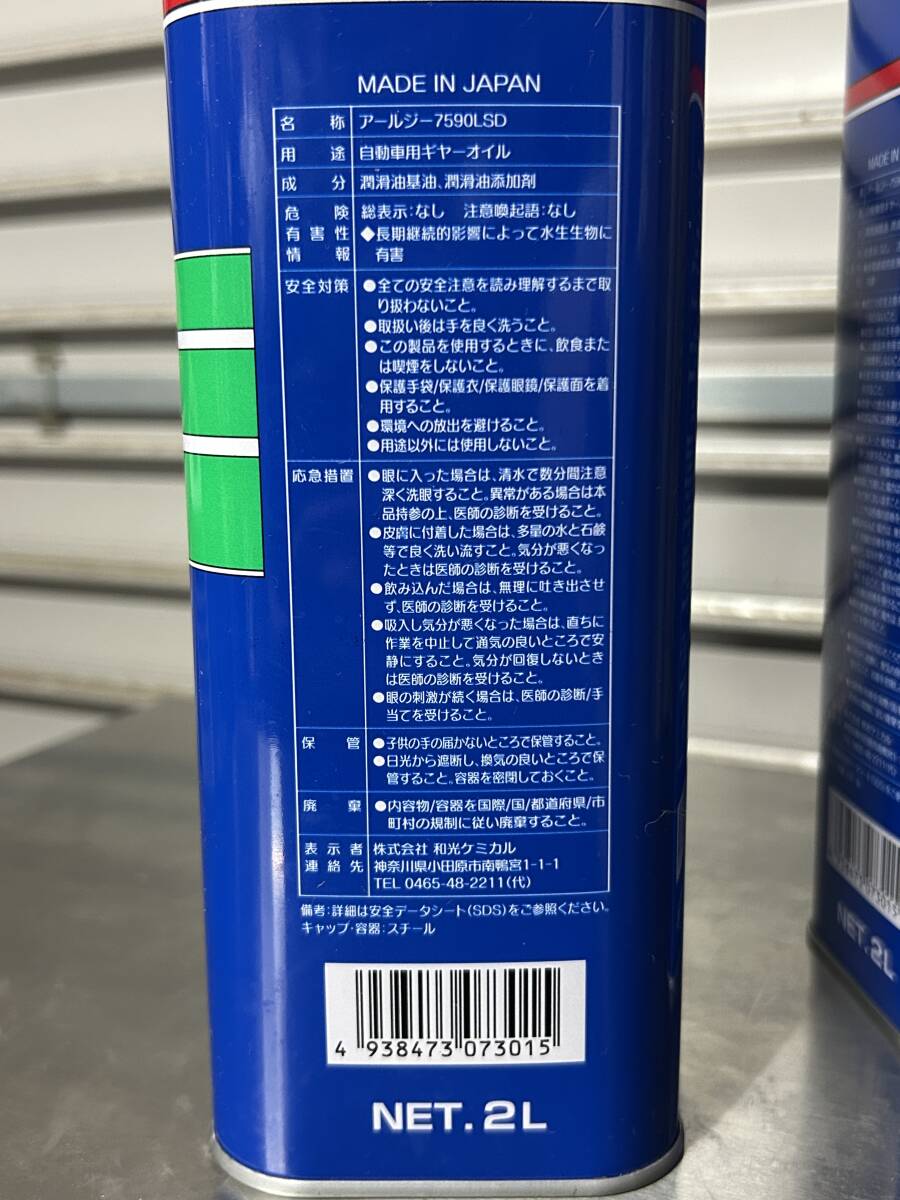 MADE IN JAPAN
名称 アールジー7590LSD
用途 自動車用ギヤーオイル
成分 潤滑油基油、潤滑油添加剤
危険 総表示:なし 注意喚起語:なし
有害性 ◆長期継続的影響によって水生生物に
情報 有害
安全対策 ●全ての安全注意を読み理解するまで取
り扱わないこと。
●取扱い後は手を良く洗うこと。
●この製品を使用するときに、飲食また
は喫煙をしないこと。
●保護手袋/保護衣/保護眼鏡/保護面を着
用すること。
●環境への放出を避けること。
●用途以外には使用しないこと。
応急措置 ●眼に入った場合は、清水で数分間注意
深く洗眼すること。異常がある場合は本
品持参の上、医師の診断を受けること。
●皮膚に付着した場合は、多量の水と石鹸
等で良く洗い流すこと。気分が悪くなっ
たときは医師の診断を受けること。
●飲み込んだ場合は、無理に吐き出させ
ず、医師の診断を受けること。
●吸入し気分が悪くなった場合は、直ちに
作業を中止して通気の良いところで安
静にすること。気分が回復しないとき
は医師の診断を受けること。
●眼の刺激が続く場合は、医師の診断/手
当てを受けること。
保管 ●子供の手の届かないところで保管すること。
●日光から遮断し、換気の良いところで保
管すること。容器を密閉しておくこと。
廃棄 ●内容物/容器を国際/国/都道府県/市
町村の規制に従い廃棄すること。
表示者 株式会社 和光ケミカル
連絡先 神奈川県小田原市南鴨宮1-1-1
TEL 0465-48-2211(代)
備考:詳細は安全データシート(SDS)をご参照ください。
キャップ・容器:スチール
4 938473 073015
NET. 2L
MADE IN
NET. 2L